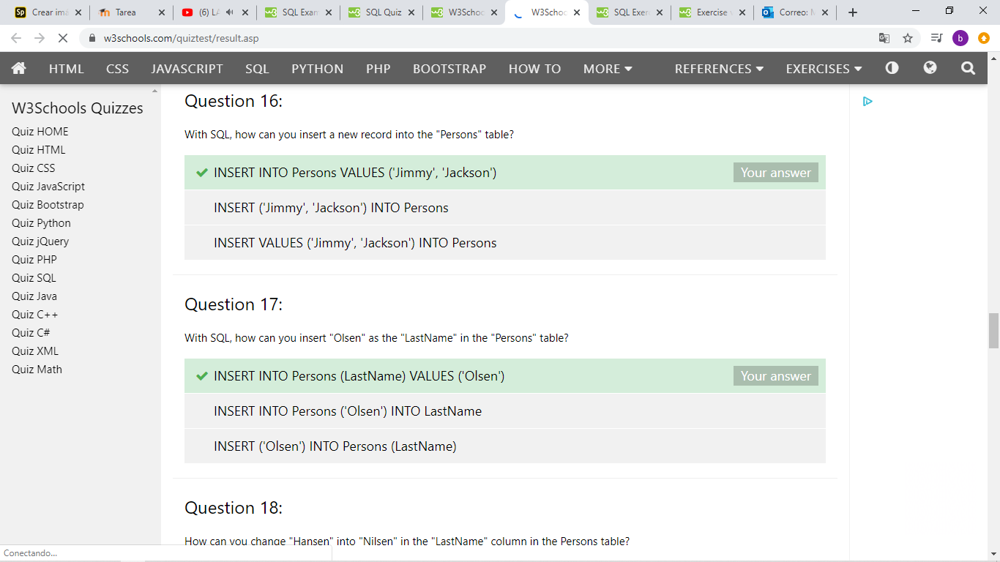 Crear imá
Tarea
(6) LA
SQL Exam
SQL Quiz
W3Schoo
W3Schoo
SQL Exer
Exercise v
Correo: M
w3schools.com/quiztest/result.asp
b
HTML CSS JAVASCRIPT SQL PYTHON PHP BOOTSTRAP HOW TO MORE REFERENCES EXERCISES
W3Schools Quizzes
Quiz HOME
Quiz HTML
Quiz CSS
Quiz JavaScript
Quiz Bootstrap
Quiz Python
Quiz jQuery
Quiz PHP
Quiz SQL
Quiz Java
Quiz C++
Quiz C#
Quiz XML
Quiz Math
Question 16:
With SQL, how can you insert a new record into the "Persons" table?
INSERT INTO Persons VALUES ('Jimmy', 'Jackson') Your answer
INSERT ('Jimmy', 'Jackson') INTO Persons
INSERT VALUES ('Jimmy', 'Jackson') INTO Persons
Question 17:
With SQL, how can you insert "Olsen" as the "LastName" in the "Persons" table?
INSERT INTO Persons (LastName) VALUES ('Olsen') Your answer
INSERT INTO Persons ('Olsen') INTO LastName
INSERT ('Olsen') INTO Persons (LastName)
Question 18:
How can you change "Hansen" into "Nilsen" in the "LastName" column in the Persons table?
Conectando...